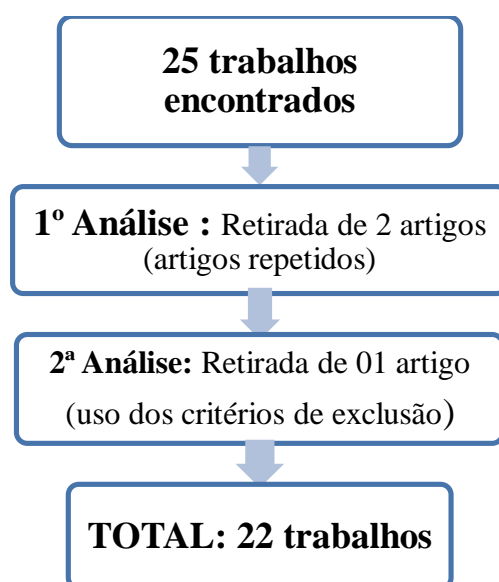 25 trabalhos
encontrados
1º Análise : Retirada de 2 artigos
(artigos repetidos)
2ª Análise: Retirada de 01 artigo
(uso dos critérios de exclusão)
TOTAL: 22 trabalhos